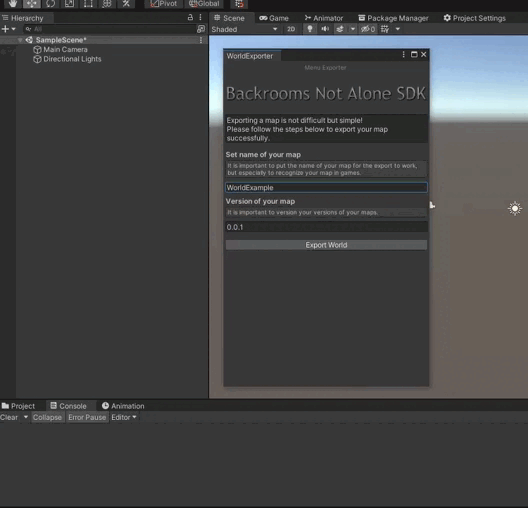 Pivot Global
Hierarchy
All
SampleScene*
Main Camera
Directional Lights
Scene Game Animator Package Manager Project Settings
Shaded 2D 0
WorldExporter
Menu Exporter
Backrooms Not Alone SDK
Exporting a map is not difficult but simple!
Please follow the steps below to export your map
successfully.
Set name of your map
It is important to put the name of your map for the export to work,
but especially to recognize your map in games.
WorldExample
Version of your map
It is important to version your versions of your maps.
0.0.1
Export World
Project Console Animation
Clear Collapse Error Pause Editor